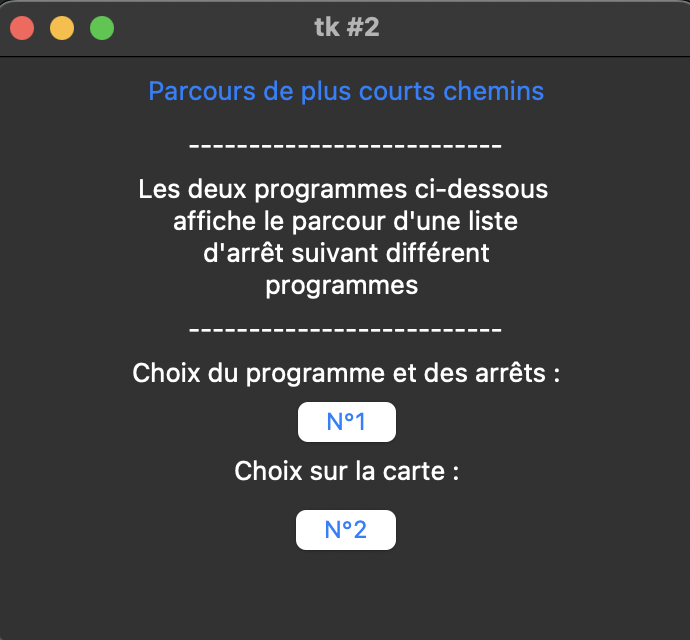 tk #2
Parcours de plus courts chemins
--------------------------
Les deux programmes ci-dessous
affiche le parcour d'une liste
d'arrêt suivant différent
programmes
--------------------------
Choix du programme et des arrêts :
N°1
Choix sur la carte :
N°2